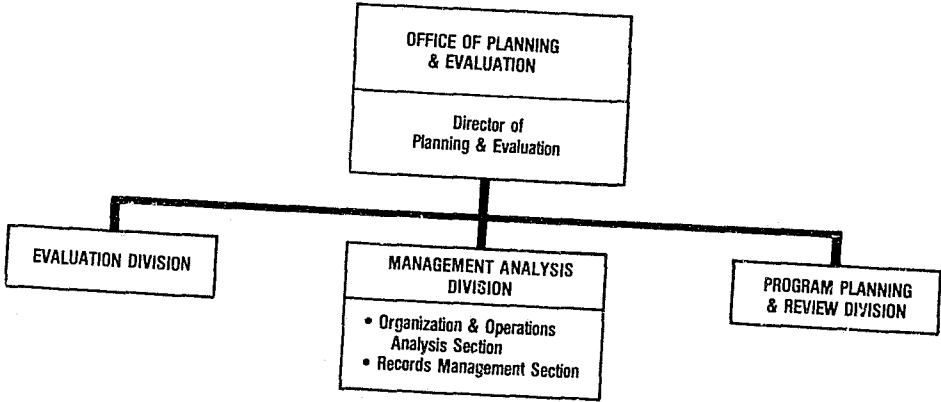 OFFICE OF PLANNING
& EVALUATION
Director of
Planning & Evaluation
EVALUATION DIVISION
MANAGEMENT ANALYSIS
DIVISION
• Organization & Operations
Analysis Section
• Records Management Section
PROGRAM PLANNING
& REVIEW DIVISION